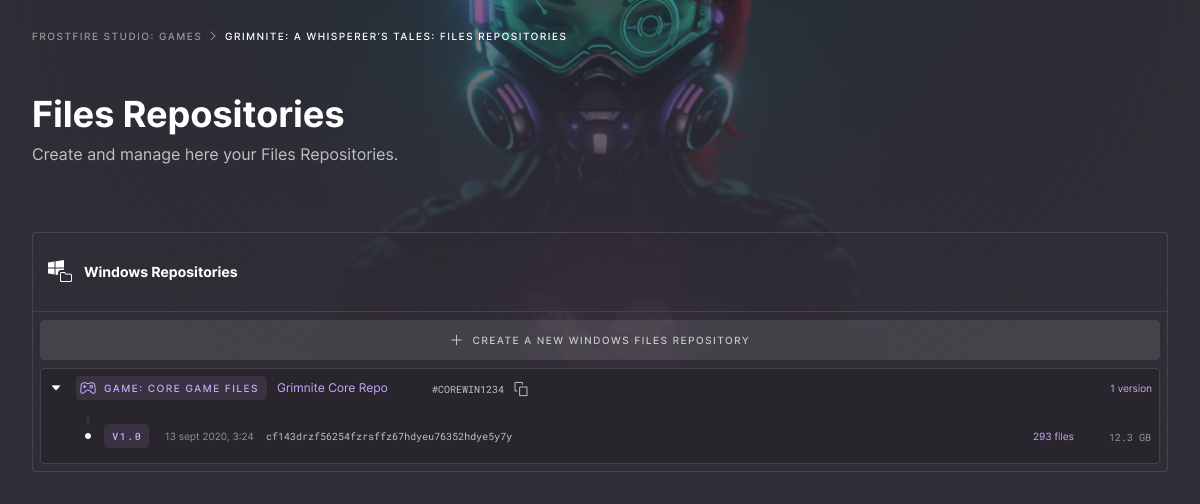 FROSTFIRE STUDIO: GAMES > GRIMNITE: A WHISPERER'S TALES: FILES REPOSITORIES
Files Repositories
Create and manage here your Files Repositories.
Windows Repositories
+ CREATE A NEW WINDOWS FILES REPOSITORY
GAME: CORE GAME FILES Grimnite Core Repo #COREWIN1234 1 version
V1.0 13 sept 2020, 3:24 cf143drzf56254fzrsffz67hdyeu76352hdye5y7y 293 files 12.3 GB